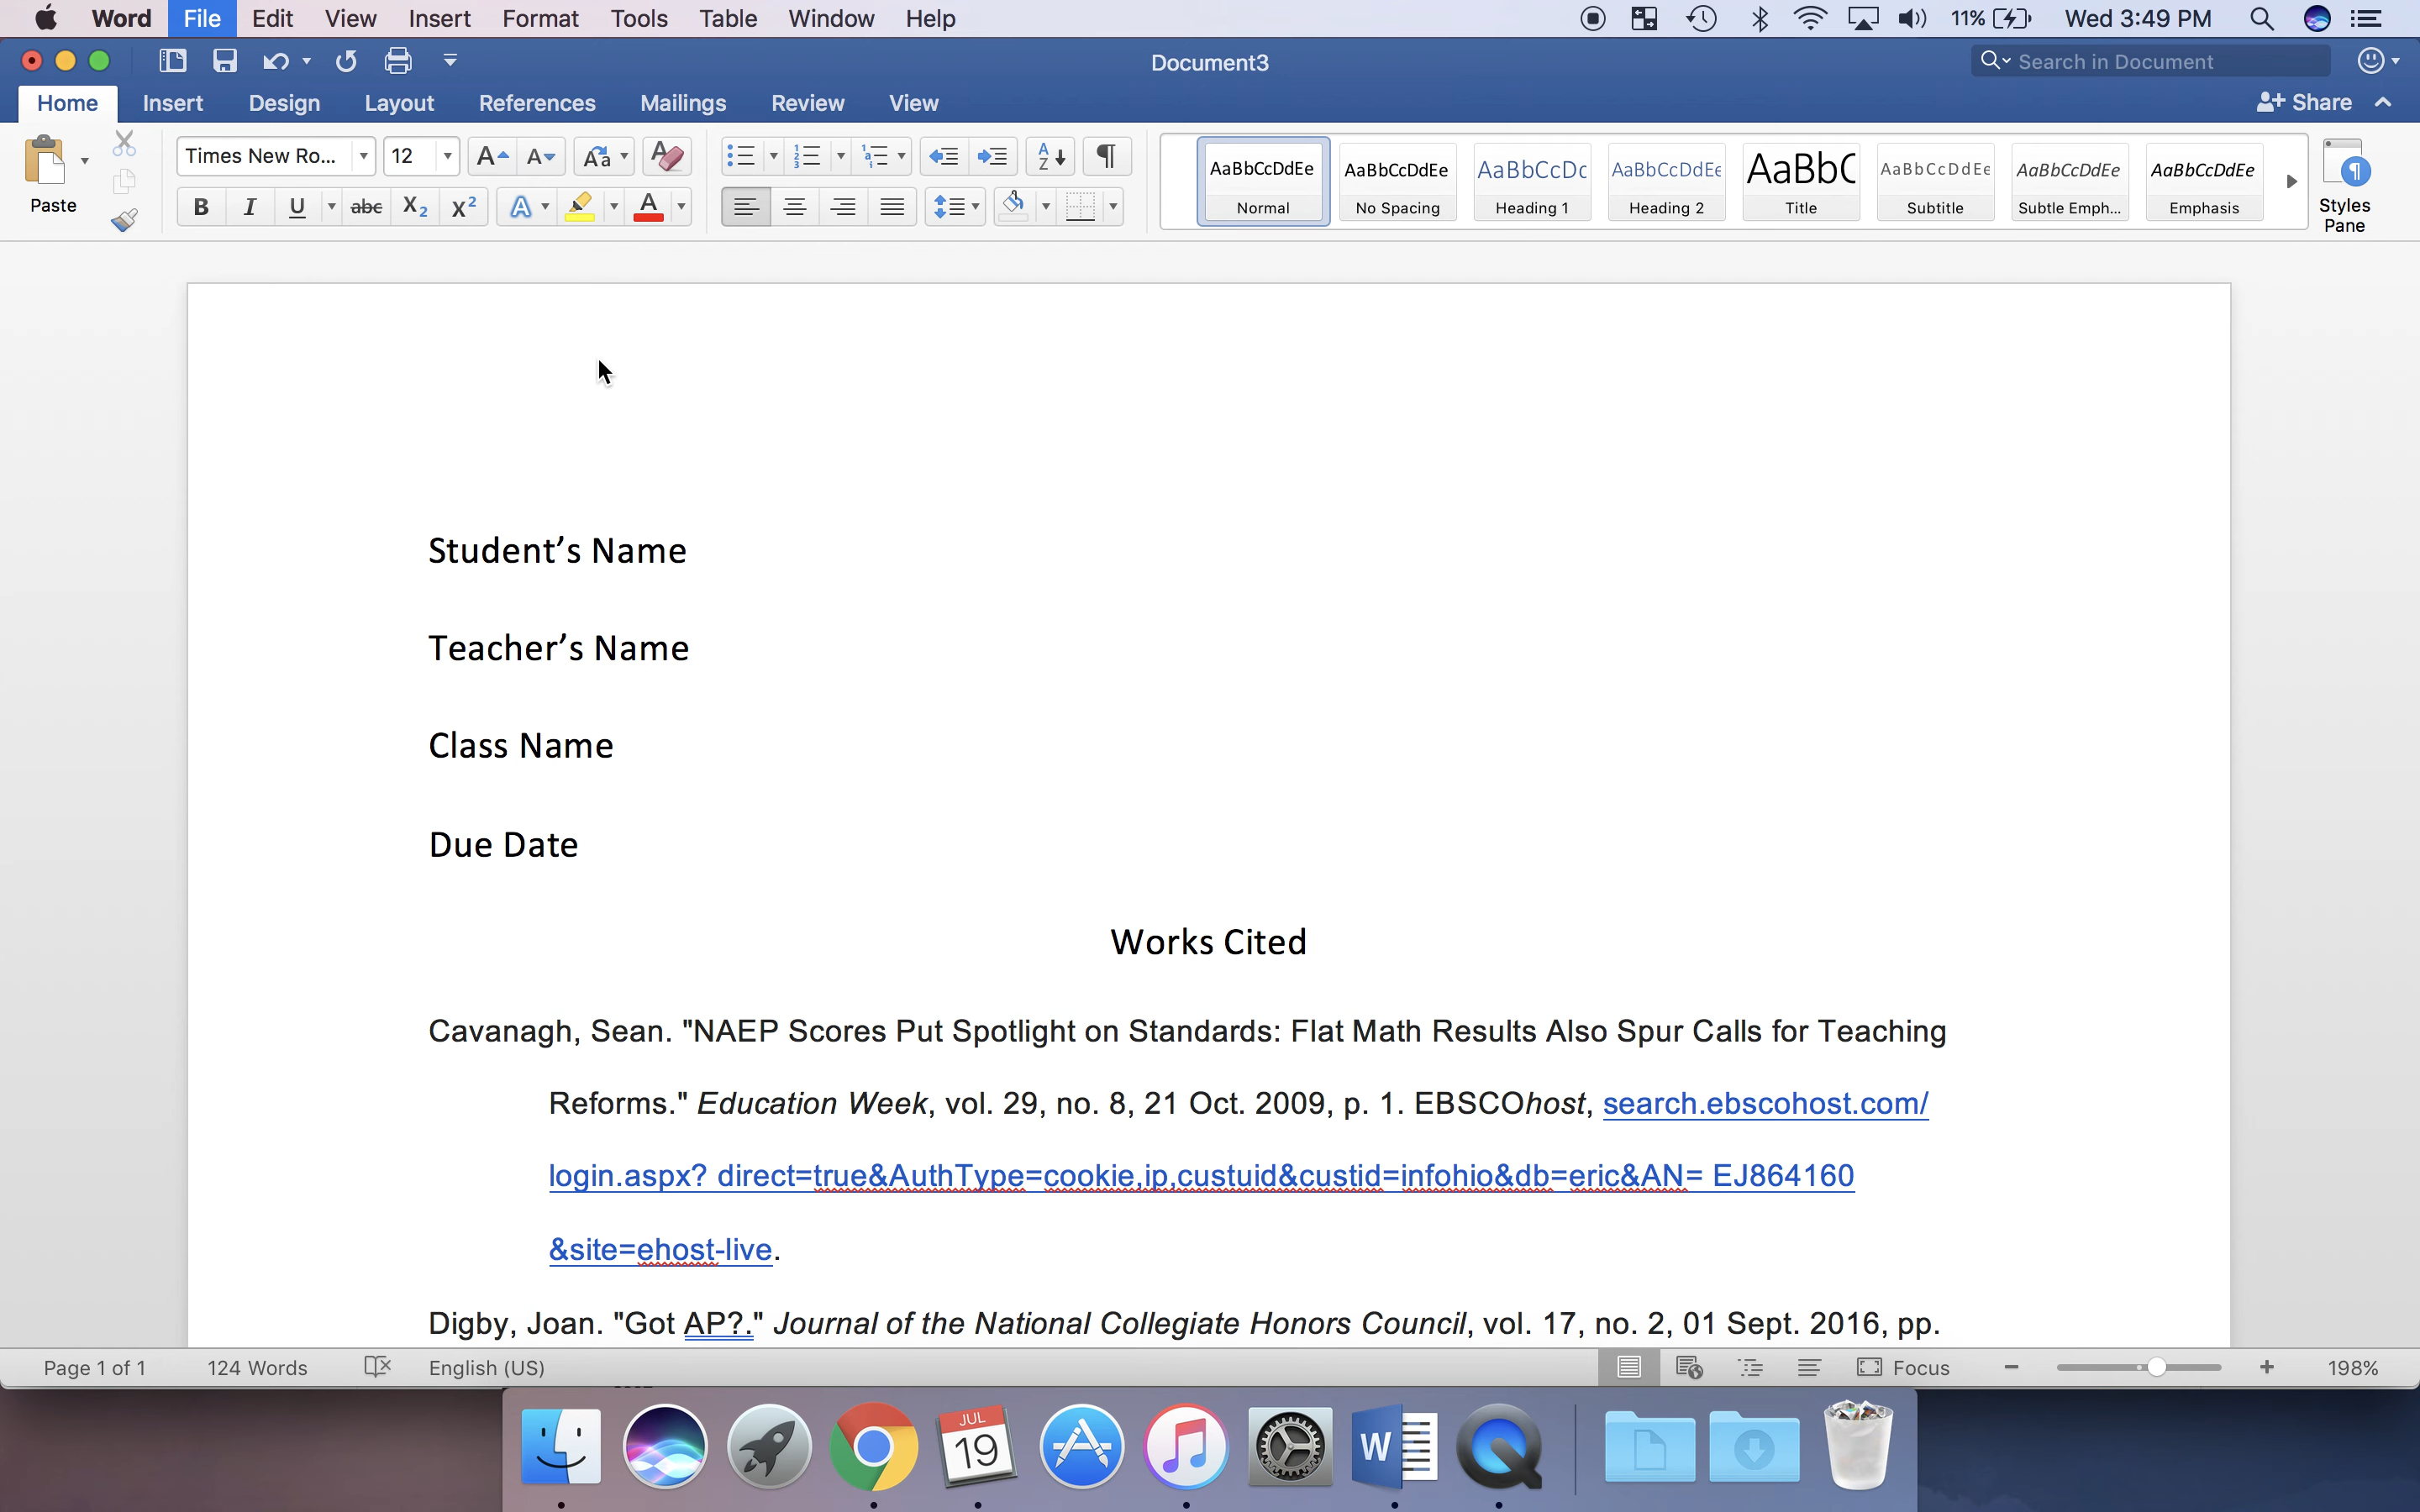 Word File Edit View Insert Format Tools Table Window Help 11% Wed 3:49 PM
Document3 Search in Document
Home Insert Design Layout References Mailings Review View Share
Times New Ro... 12
Paste
AaBbCcDdEe AaBbCcDdEe AaBbCcDc AaBbCcDdEe AaBbC AaBbCcDdEe AaBbCcDdEe AaBbCcDdEe
Normal No Spacing Heading 1 Heading 2 Title Subtitle Subtle Emph... Emphasis
Styles
Pane
Student’s Name
Teacher’s Name
Class Name
Due Date
Works Cited
Cavanagh, Sean. "NAEP Scores Put Spotlight on Standards: Flat Math Results Also Spur Calls for Teaching
Reforms." Education Week, vol. 29, no. 8, 21 Oct. 2009, p. 1. EBSCOhost, search.ebscohost.com/
login.aspx? direct=true&AuthType=cookie,ip,custuid&custid=infohio&db=eric&AN= EJ864160
&site=ehost-live.
Digby, Joan. "Got AP?." Journal of the National Collegiate Honors Council, vol. 17, no. 2, 01 Sept. 2016, pp.
Page 1 of 1 124 Words English (US) Focus 198%
JUL
19
W